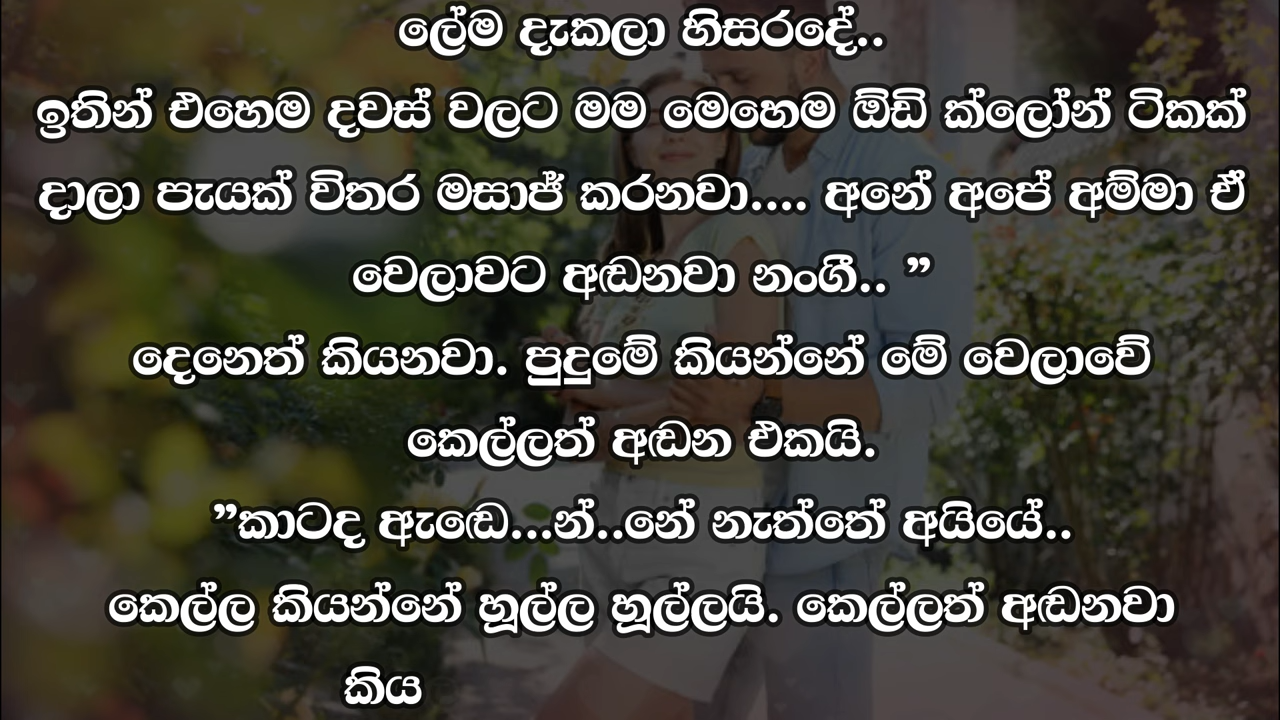 ලේම දැකලා හිසරදේ..
ඉතින් එහෙම දවස් වලට මම මෙහෙම ඕඩි ක්ලෝන් ටිකක්
දාලා පැයක් විතර මසාජ් කරනවා.... අනේ අපේ අම්මා ඒ
වෙලාවට අඬනවා නංගී.. ”
දෙනෙත් කියනවා. පුදුමේ කියන්නේ මේ වෙලාවේ
කෙල්ලත් අඬන එකයි.
”කාටද ඇඬෙ...න්..නේ නැත්තේ අයියේ..
කෙල්ල කියන්නේ හූල්ල හූල්ලයි. කෙල්ලත් අඬනවා
කිය